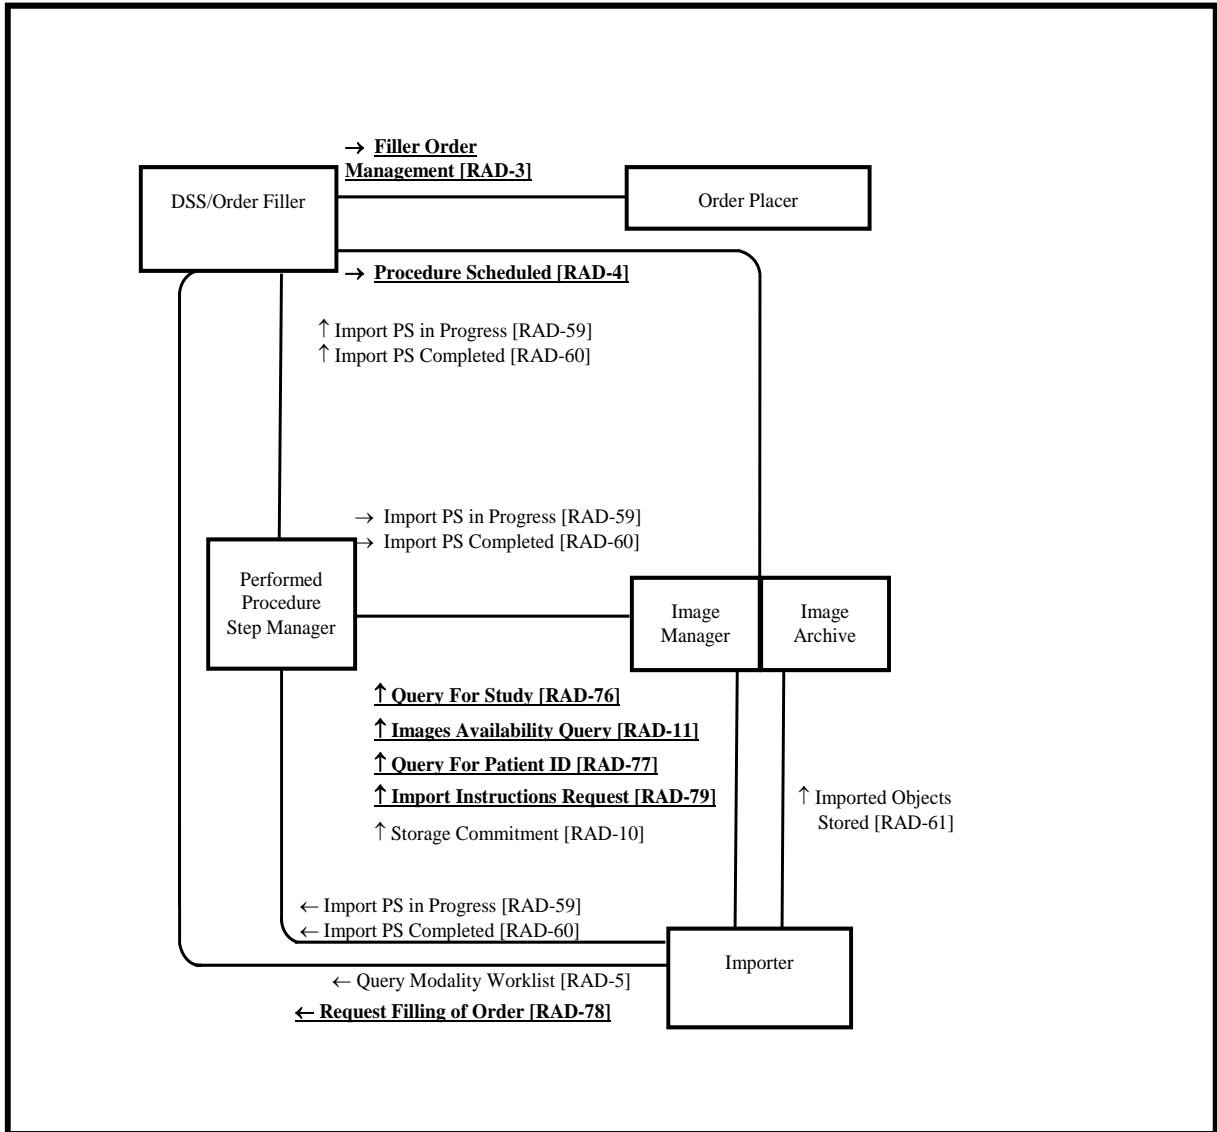 → Filler Order
Management [RAD-3]
DSS/Order Filler
Order Placer
→ Procedure Scheduled [RAD-4]
↑ Import PS in Progress [RAD-59]
↑ Import PS Completed [RAD-60]
→ Import PS in Progress [RAD-59]
→ Import PS Completed [RAD-60]
Performed
Procedure
Step Manager
Image
Manager
Image
Archive
↑ Query For Study [RAD-76]
↑ Images Availability Query [RAD-11]
↑ Query For Patient ID [RAD-77]
↑ Import Instructions Request [RAD-79]
↑ Storage Commitment [RAD-10]
↑ Imported Objects
Stored [RAD-61]
← Import PS in Progress [RAD-59]
← Import PS Completed [RAD-60]
Importer
← Query Modality Worklist [RAD-5]
← Request Filling of Order [RAD-78]